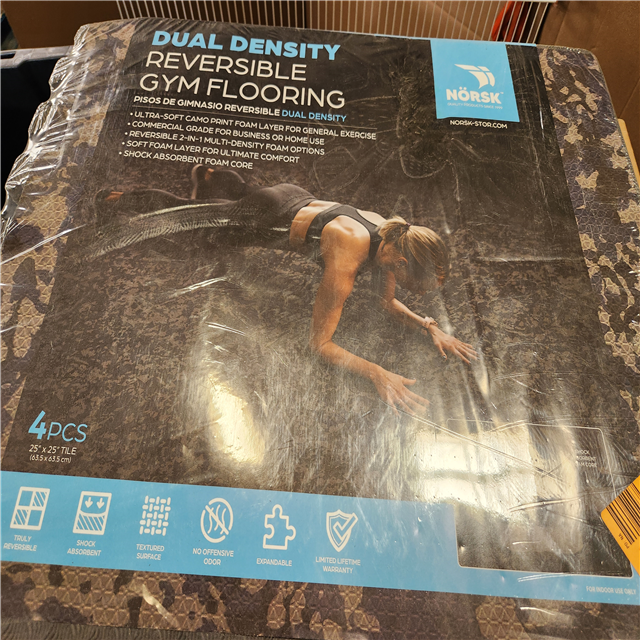 DUAL DENSITY
REVERSIBLE
GYM FLOORING
PISOS DE GIMNASIO REVERSIBLE DUAL DENSITY
• ULTRA-SOFT CAMO PRINT FOAM LAYER FOR GENERAL EXERCISE
• COMMERCIAL GRADE FOR BUSINESS OR HOME USE
• REVERSIBLE 2-IN-1 MULTI-DENSITY FOAM OPTIONS
• SOFT FOAM LAYER FOR ULTIMATE COMFORT
• SHOCK ABSORBENT FOAM CORE
NÖRSK
NORSK-STOR.COM
4PCS
25" x 25" TILE
(63.5 x 63.5 cm)
TRULY
REVERSIBLE
SHOCK
ABSORBENT
TEXTURED
SURFACE
NO OFFENSIVE
ODOR
EXPANDABLE
LIMITED LIFETIME
WARRANTY
FOR INDOOR USE ONLY